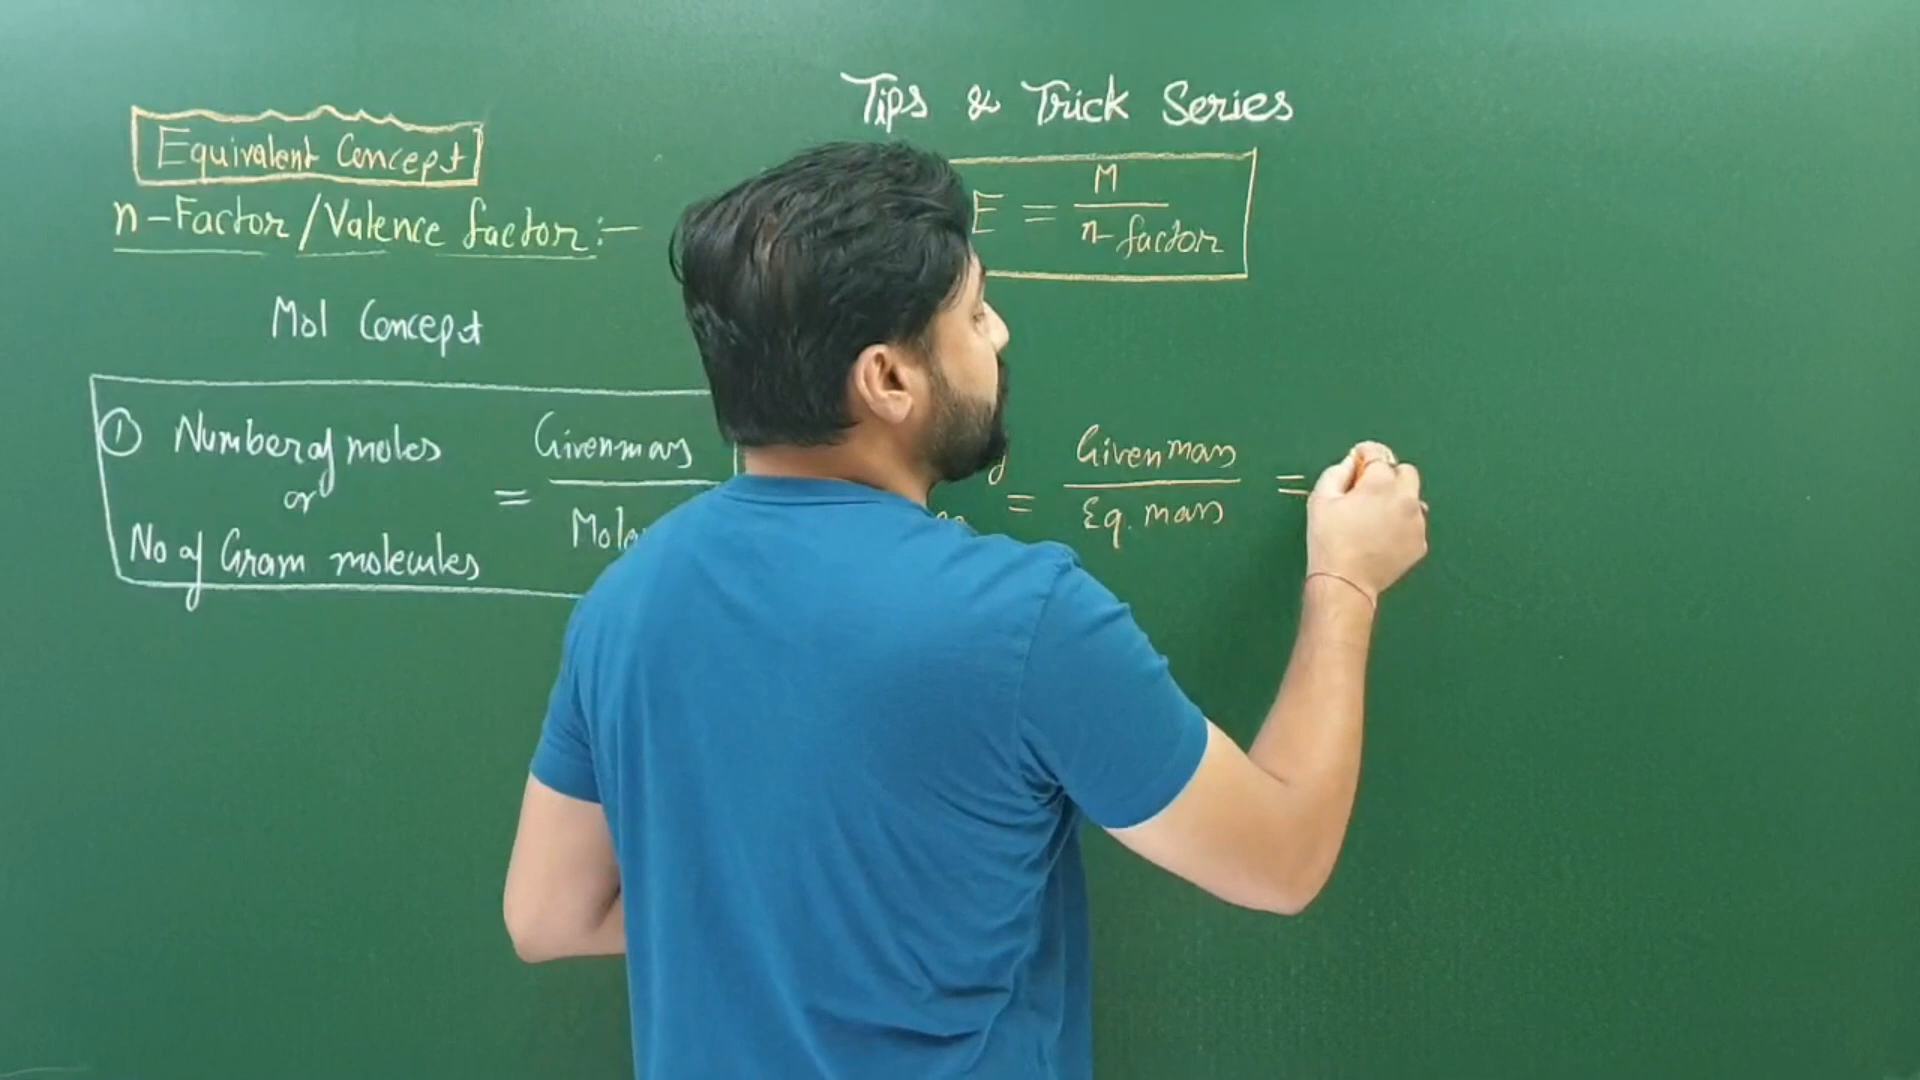 Tips & Trick Series
Equivalent Concept
n-Factor/Valence factor:-
E = M
n-factor
Mol Concept
① Number of moles
or
No of Gram molecules
= Given mass
= Given mass
Eq. mass
=